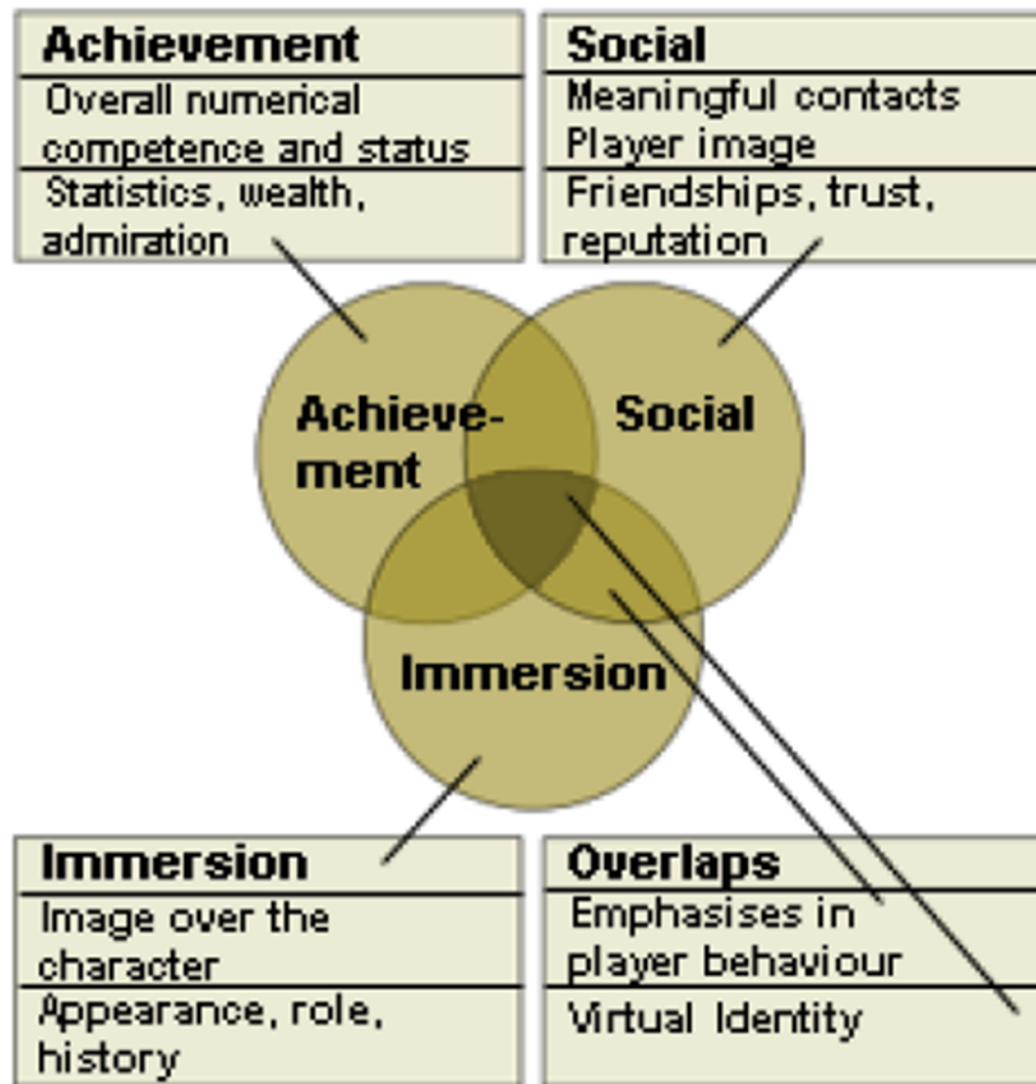 Achievement
Overall numerical
competence and status
Statistics, wealth,
admiration
Social
Meaningful contacts
Player image
Friendships, trust,
reputation
Achieve-
ment
Social
Immersion
Immersion
Image over the
character
Appearance, role,
history
Overlaps
Emphasises in
player behaviour
Virtual Identity